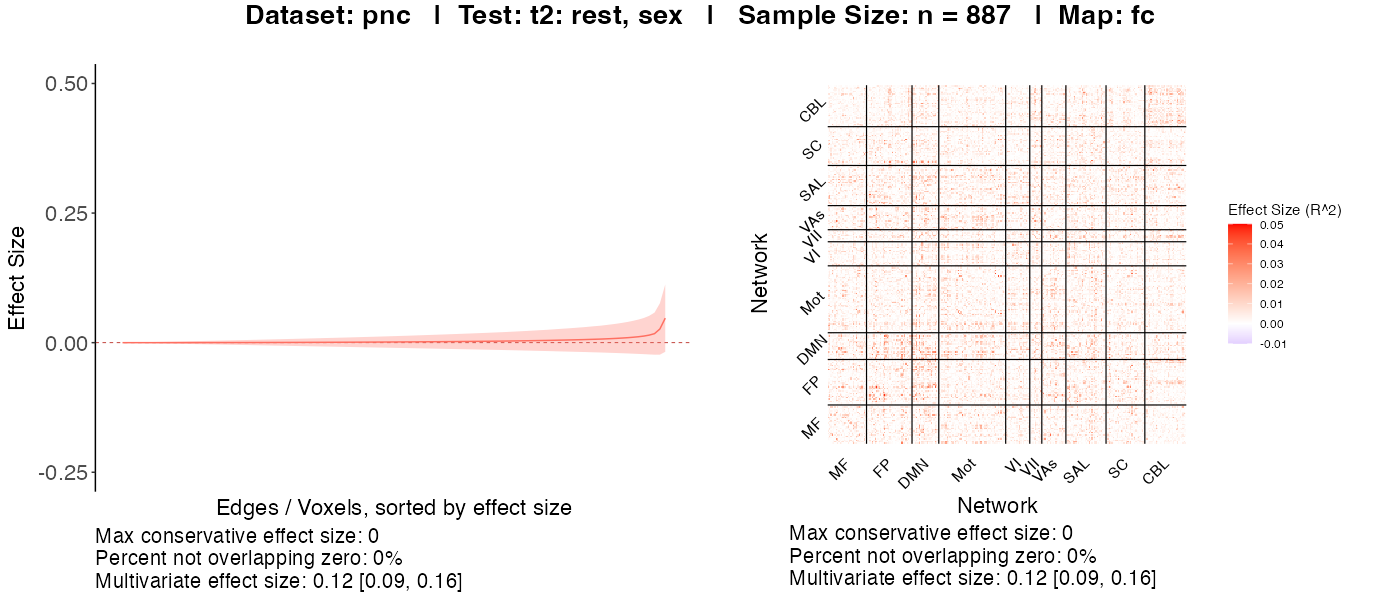 Dataset: pnc | Test: t2: rest, sex | Sample Size: n = 887 | Map: fc
0.50
0.25
0.00
-0.25
Effect Size
Edges / Voxels, sorted by effect size
Max conservative effect size: 0
Percent not overlapping zero: 0%
Multivariate effect size: 0.12 [0.09, 0.16]
Network
CBL
SC
SAL
VAs
VII
VI
Mot
DMN
FP
MF
MF
FP
DMN
Mot
VI
VII
VAs
SAL
SC
CBL
Network
Max conservative effect size: 0
Percent not overlapping zero: 0%
Multivariate effect size: 0.12 [0.09, 0.16]
Effect Size (R^2)
0.05
0.04
0.03
0.02
0.01
0.00
-0.01